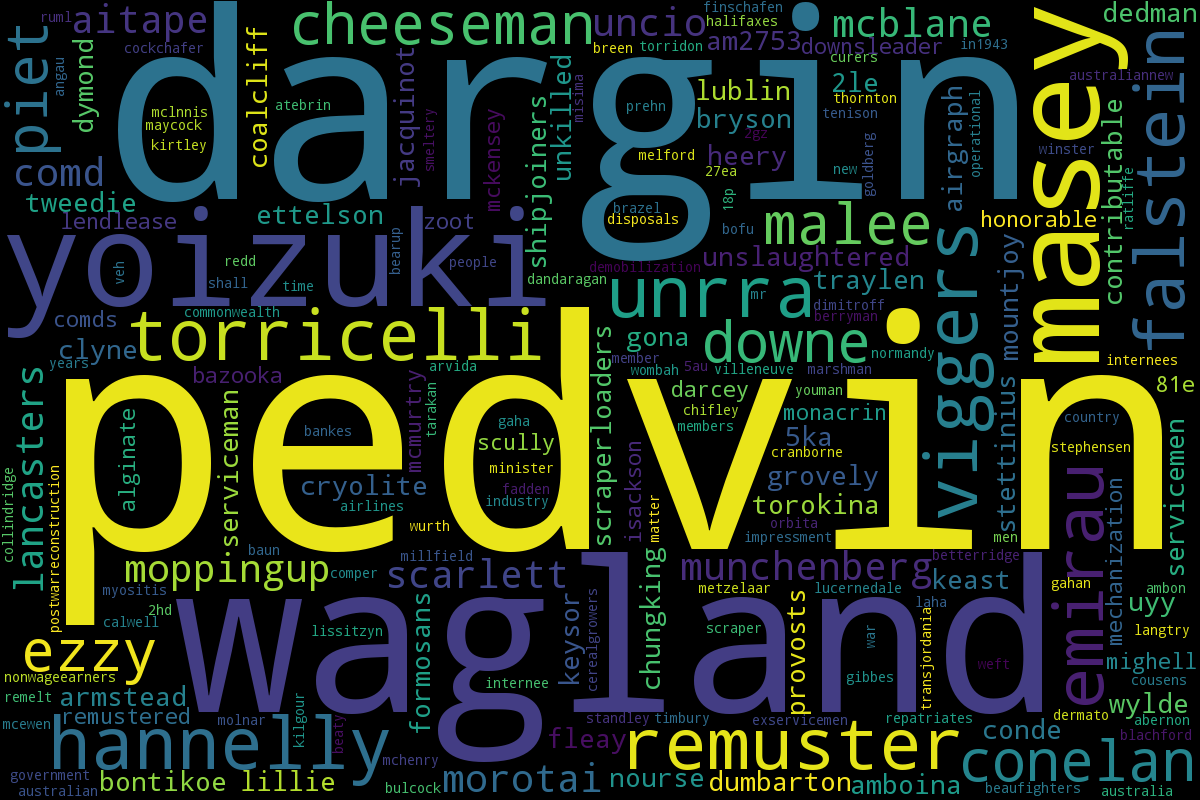 ruml aitape cheeseman uncio finschafen halifaxes mcblane dedman
cockchafer breen torridon am2753 downsleader in1943
piet angau dymond coalcliff dargin curers australiannew
atebrin jacquinot smeltery unkilled misima prehn lublin 2le thornton masey falstein
mclnnis maycock kirtley mckensey bryson tenison airgraph operational
comd shipjoiners melford heery 2gz 27ea goldberg new winster contributable ratliffe
tweedie lendlease ettelson zoot brazel disposals 18p bofu malee honorable
yoizuki bearup people dandaragan demobilization unslaughtered viggers mountjoy
veh redd shall time unrra mr traylen dimitroff berryman
comds commonwealth torricelli gona downe normandy
clyne years bazooka arvida member wombah 5au villeneuve marshman internees
pedvin scraperloaders darcey youman 81e
lancasters alginate serviceman mcmurtry tarakan gaha chifley members monacrin stettinius country
bankes scully isackson 5ka cranborne stephensen servicemen
collindridge postwarreconstruction cryolite minister fadden grovely emirau mechanization
airlines industry matter torokina
wurth orbita impressment men
baun millfield betterridge
moppingup comper scarlett chungking munchenberg keast gahan ambon
myositis 2hd calwell formosans keysor cerealgrowers metzelaar lucernedale laha uyy
wagland lissitzyn scraper provosts war transjordania langtry
ezzy internee gibbes weft mighell
nonwageearners cousens
remelt armstead wylde
mcewen remustered molnar kilgour beaty standley timbury exservicemen repatriates conde dermato abernon
hannelly mchenry fleay remuster conelan blachford
government australian bontikoe lillie bulcock morotai nourse dumbarton amboina beaufighters australia